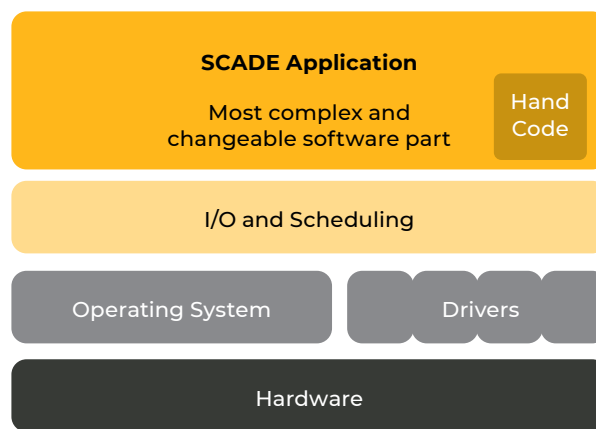 SCADE Application
Most complex and
changeable software part
Hand
Code
I/O and Scheduling
Operating System
Drivers
Hardware